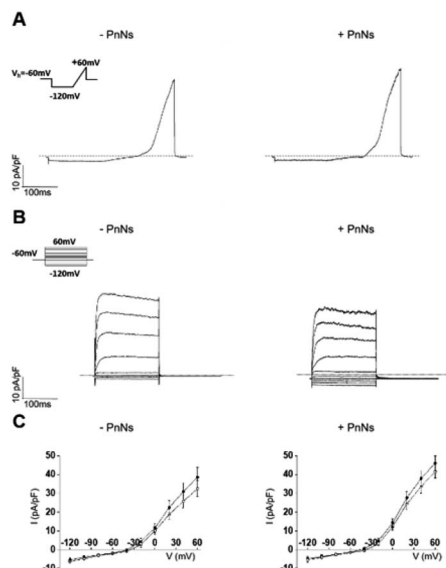 A
- PnNs
+ PnNs
Vh=-60mV
+60mV
-120mV
10 pA/pF
100ms
B
- PnNs
+ PnNs
60mV
-60mV
-120mV
10 pA/pF
100ms
C
- PnNs
+ PnNs
I (pA/pF)
50
40
30
20
10
0
-10
-120 -90 -60 -30 0 30 60
V (mV)
I (pA/pF)
50
40
30
20
10
0
-10
-120 -90 -60 -30 0 30 60
V (mV)